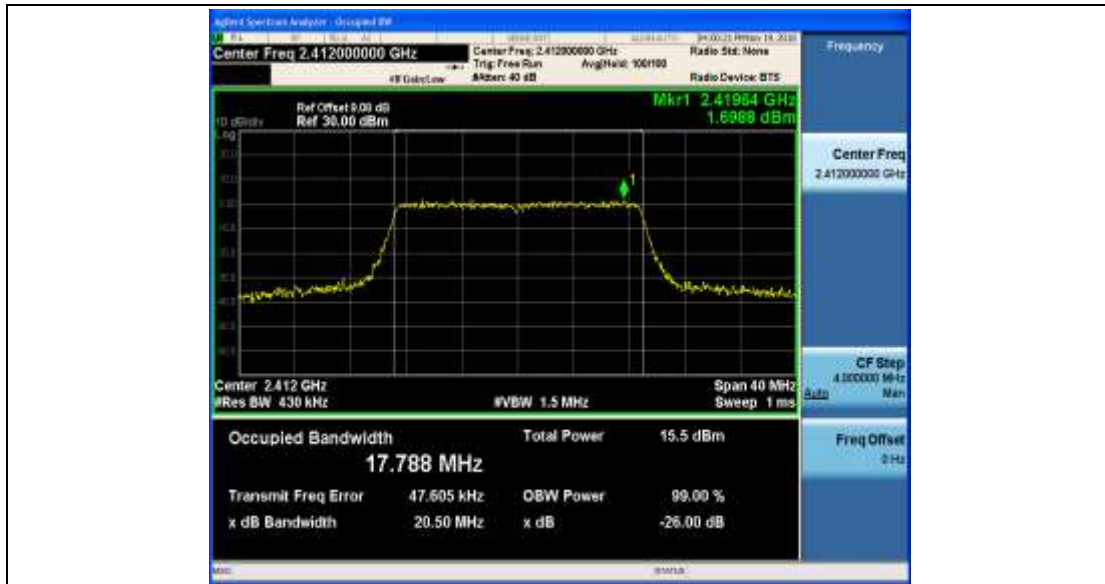 Agilent Spectrum Analyzer - Occupied BW
Center Freq 2.412000000 GHz
Center Freq: 2.412000000 GHz
Trig: Free Run Avg|Hold: 100/100
#IFGain:Low #Atten: 40 dB
Radio Std: None
Radio Device: BTS
Frequency
Ref Offset 9.08 dB
10 dB/div Ref 30.00 dBm
Log
Mkr1 2.41964 GHz
1.6988 dBm
1
Center Freq
2.412000000 GHz
Center 2.412 GHz
Span 40 MHz
#Res BW 430 kHz
#VBW 1.5 MHz
Sweep 1 ms
CF Step
4.000000 MHz
Auto Man
Occupied Bandwidth
17.788 MHz
Total Power 15.5 dBm
Transmit Freq Error 47.605 kHz
OBW Power 99.00 %
x dB Bandwidth 20.50 MHz
x dB -26.00 dB
Freq Offset
0 Hz
MSG
STATUS